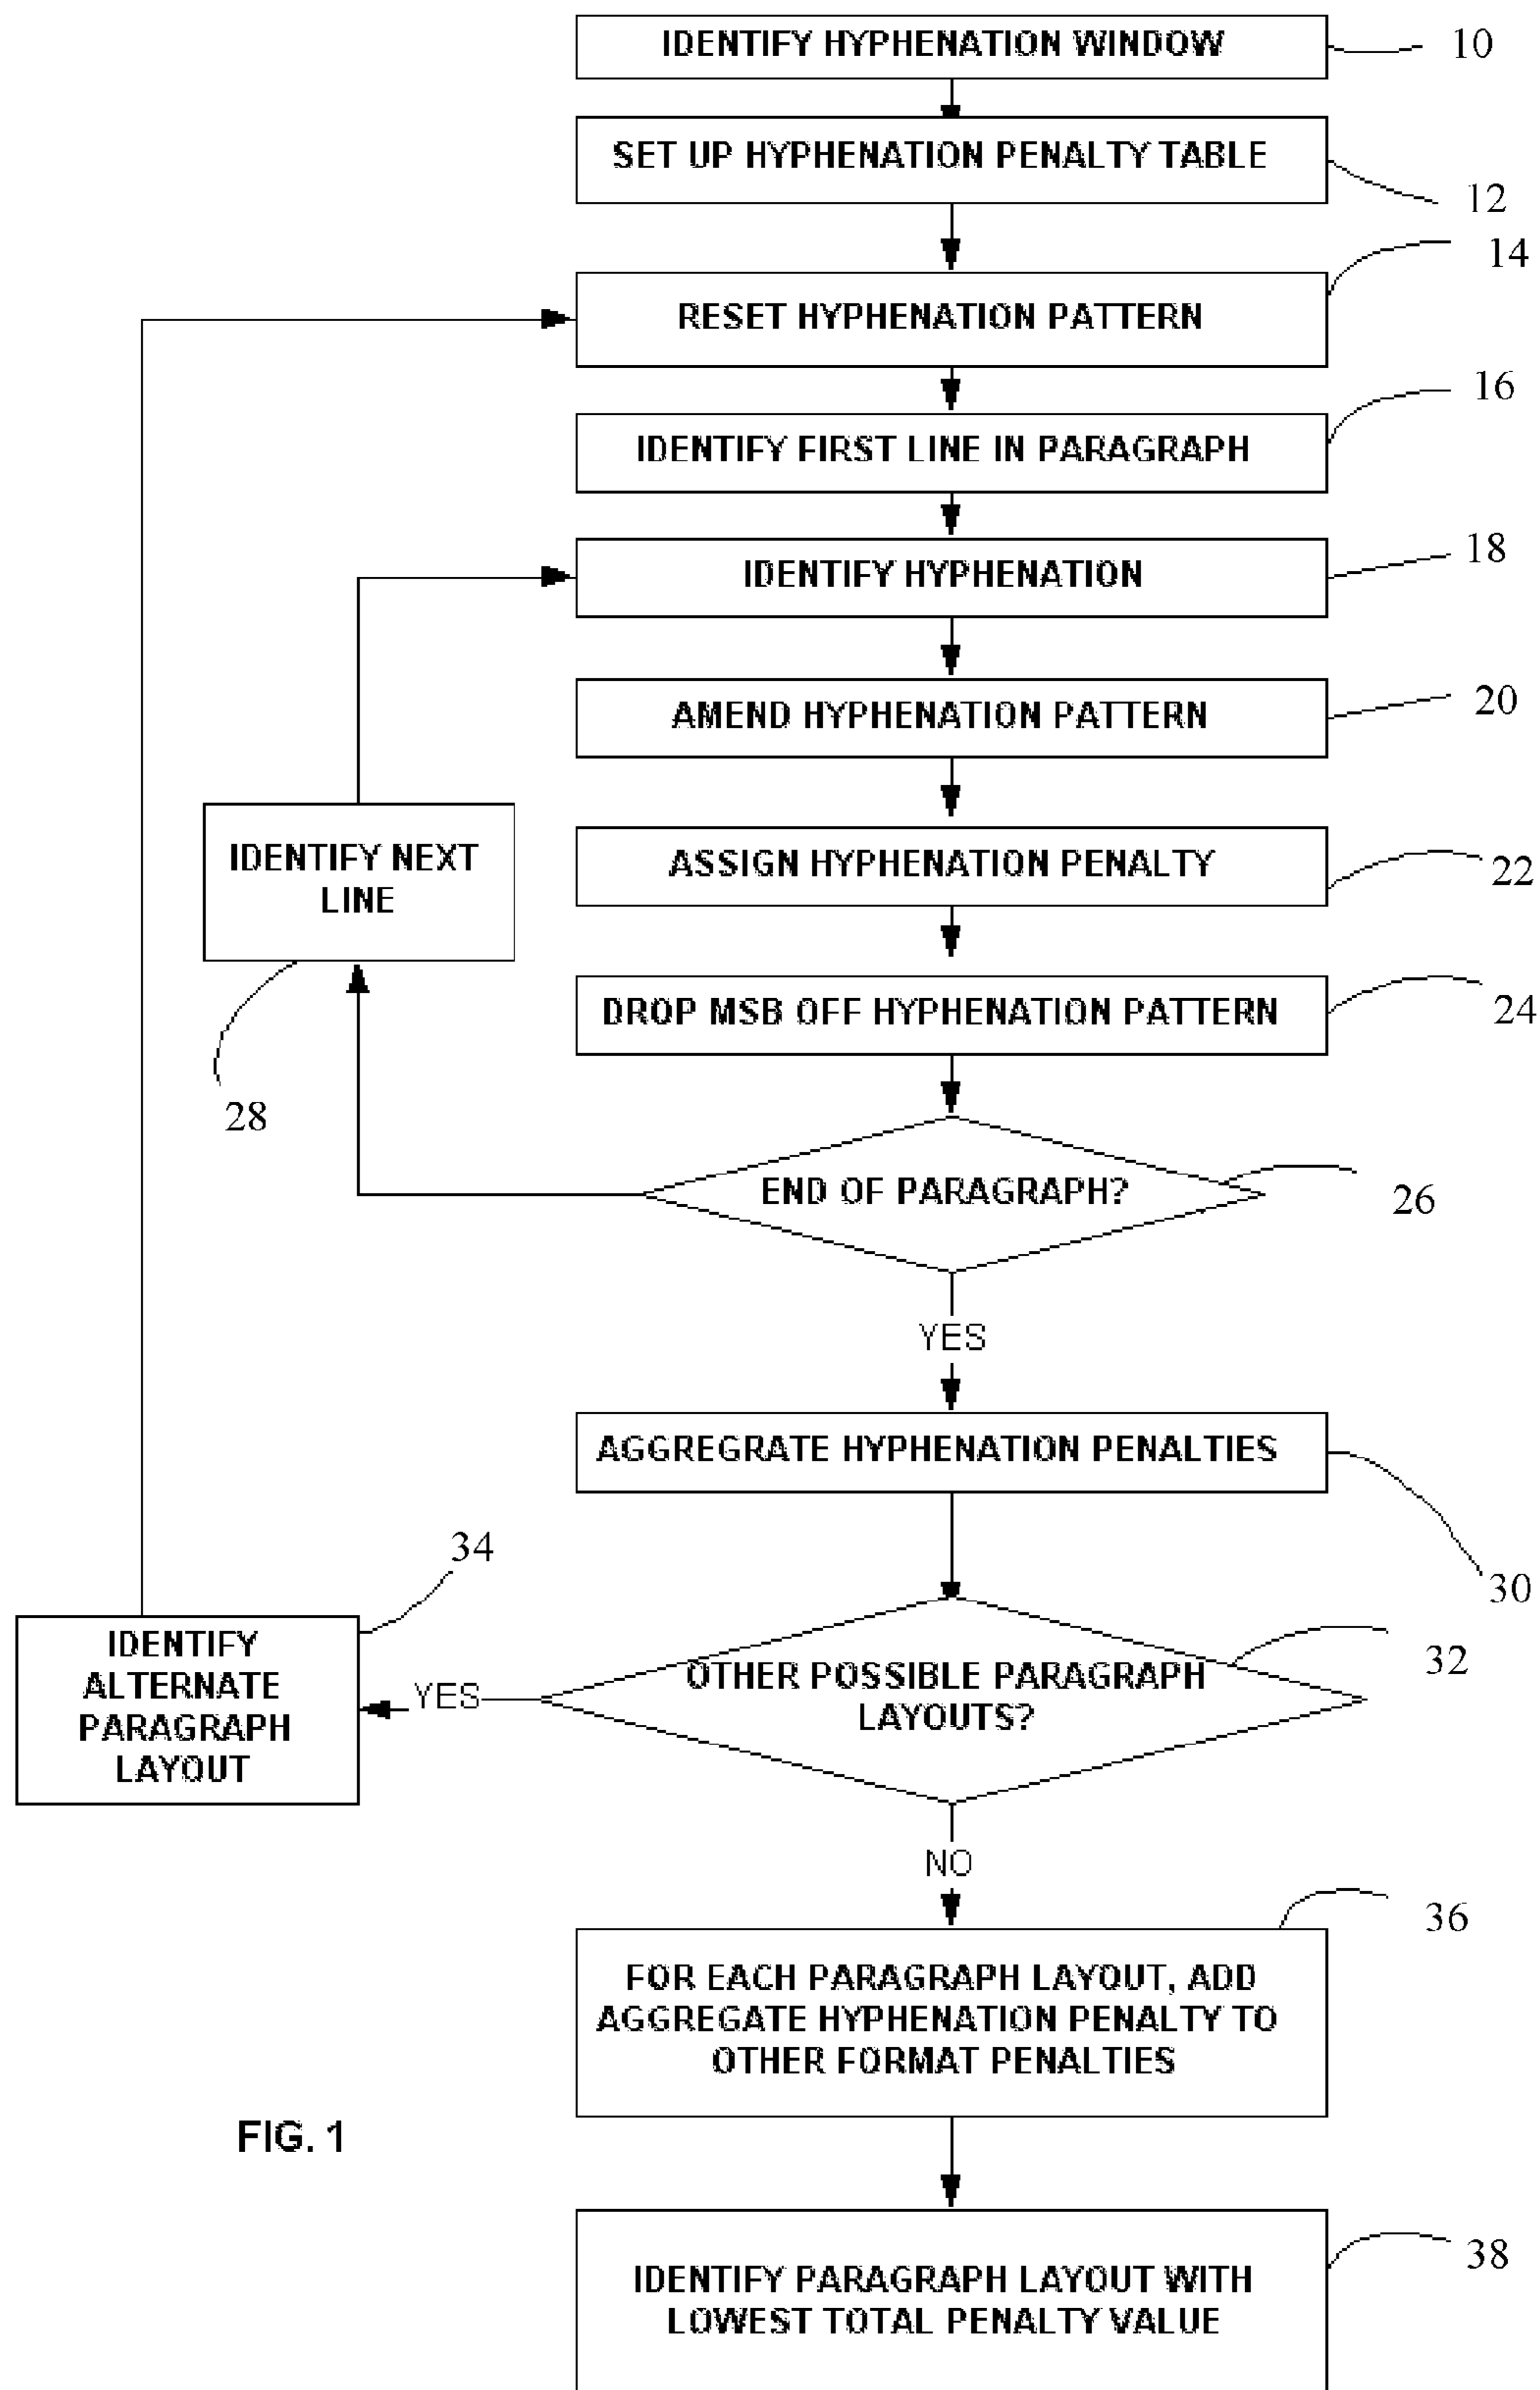 IDENTIFY HYPHENATION WINDOW
10
SET UP HYPHENATION PENALTY TABLE
12
14
RESET HYPHENATION PATTERN
16
IDENTIFY FIRST LINE IN PARAGRAPH
18
IDENTIFY HYPHENATION
20
AMEND HYPHENATION PATTERN
IDENTIFY NEXT
LINE
ASSIGN HYPHENATION PENALTY
22
DROP MSB OFF HYPHENATION PATTERN
24
28
END OF PARAGRAPH?
26
YES
AGGREGRATE HYPHENATION PENALTIES
30
34
IDENTIFY
ALTERNATE
PARAGRAPH
LAYOUT
YES
OTHER POSSIBLE PARAGRAPH
LAYOUTS?
32
NO
36
FOR EACH PARAGRAPH LAYOUT, ADD
AGGREGATE HYPHENATION PENALTY TO
OTHER FORMAT PENALTIES
FIG. 1
38
IDENTIFY PARAGRAPH LAYOUT WITH
LOWEST TOTAL PENALTY VALUE